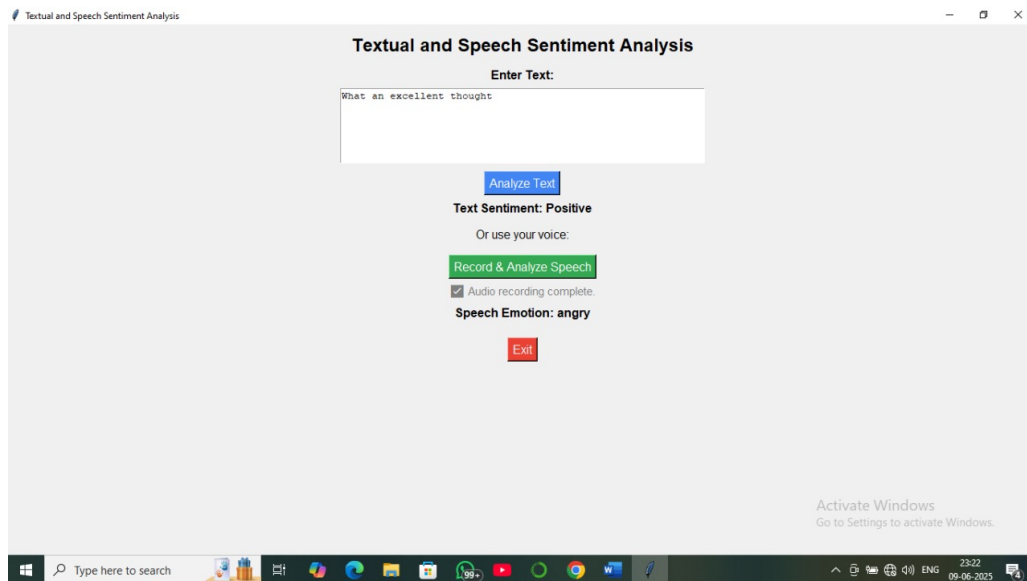 Textual and Speech Sentiment Analysis
Textual and Speech Sentiment Analysis
Enter Text:
What an excellent thought
Analyze Text
Text Sentiment: Positive
Or use your voice:
Record & Analyze Speech
Audio recording complete.
Speech Emotion: angry
Exit
Activate Windows
Go to Settings to activate Windows.
Type here to search
99+
W
ENG
23:22
09-06-2025
4